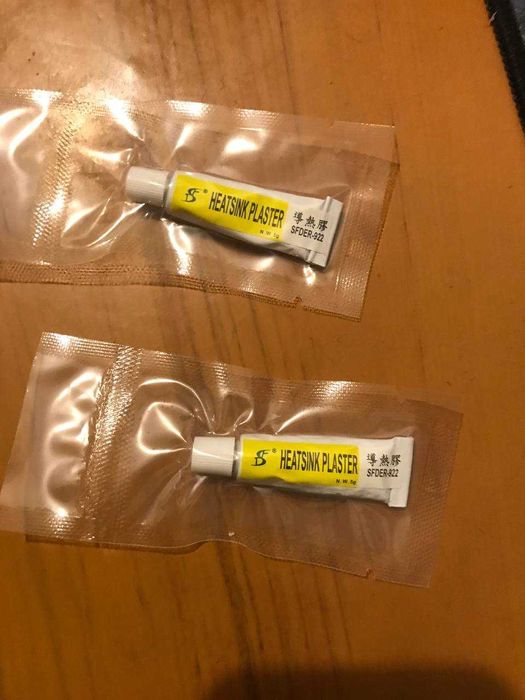 HEATSINK PLASTER
N.W. 5g
導熱膠
SFDER-922
HEATSINK PLASTER
N.W. 5g
導熱膠
SFDER-922